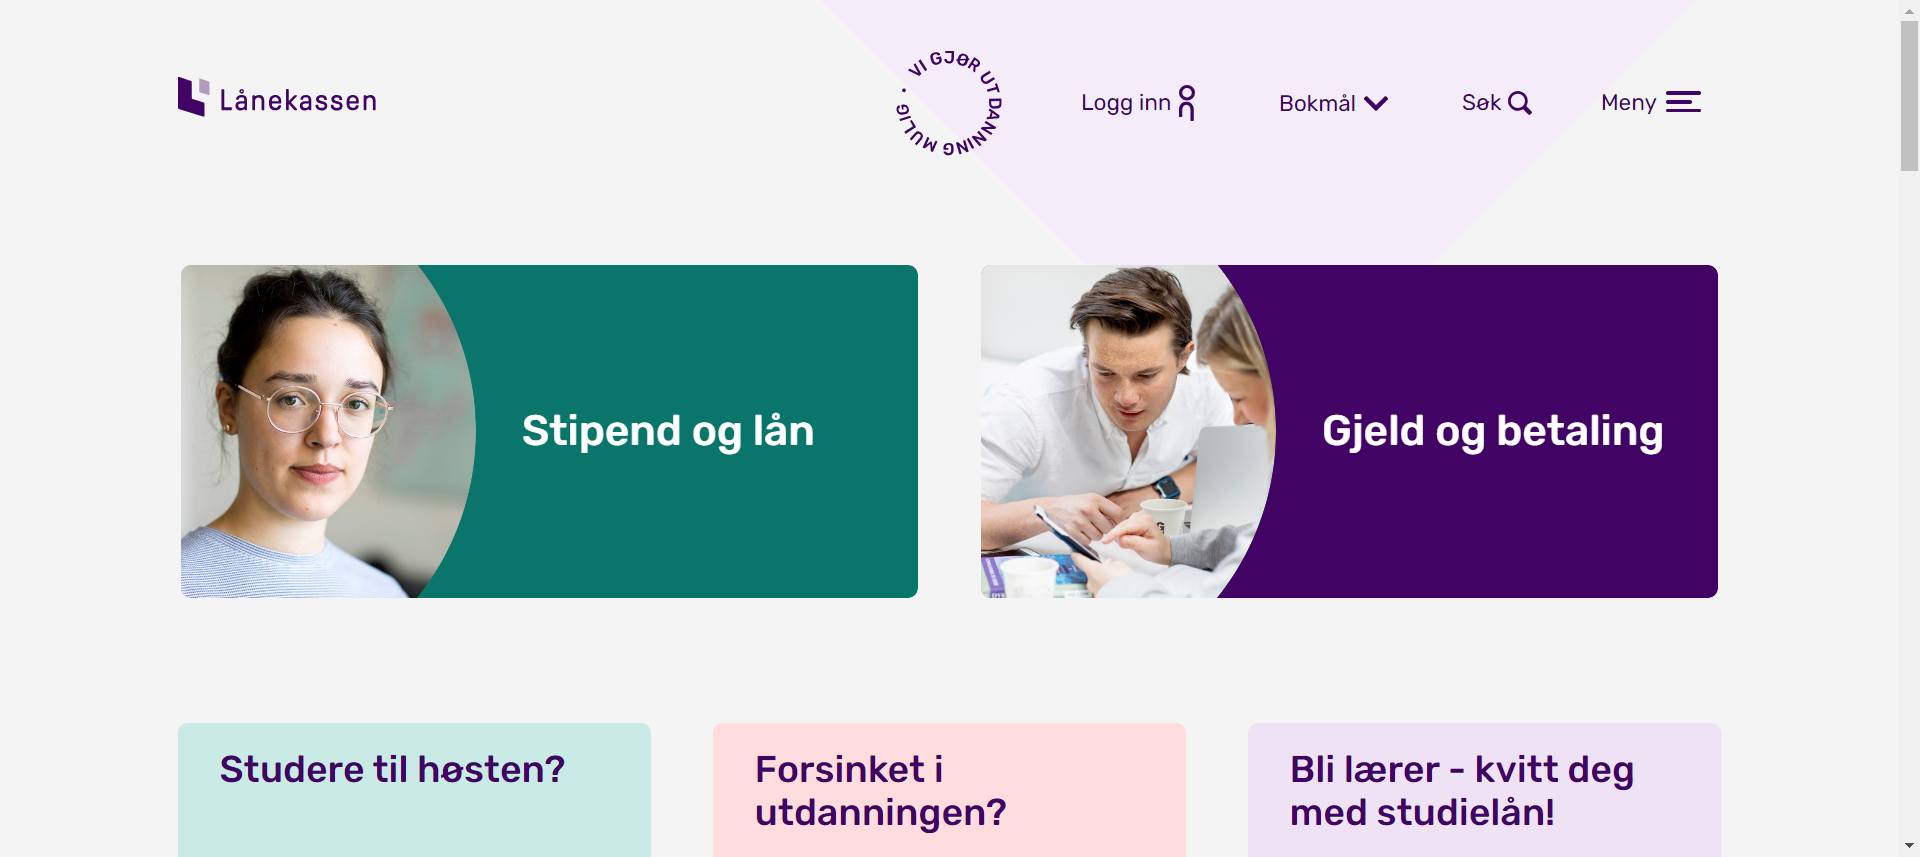 Lånekassen
VI GJØR UTDANNING MULIG ·
Logg inn
Bokmål
Søk
Meny
Stipend og lån
Gjeld og betaling
Studere til høsten?
Forsinket i
utdanningen?
Bli lærer - kvitt deg
med studielån!